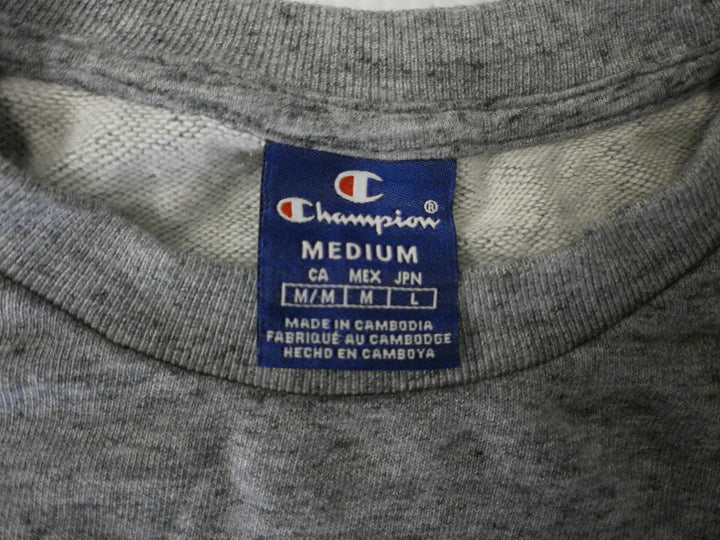 C
Champion®
MEDIUM
CA MEX JPN
M/M M L
MADE IN CAMBODIA
FABRIQUÉ AU CAMBODGE
HECHO EN CAMBOYA